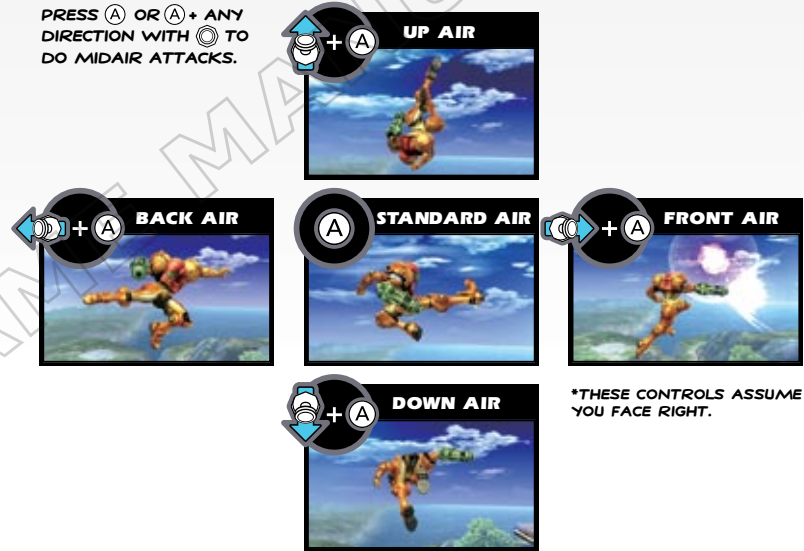 PRESS A OR A + ANY
DIRECTION WITH TO
DO MIDAIR ATTACKS.
+ A UP AIR
+ A BACK AIR
A STANDARD AIR
+ A FRONT AIR
+ A DOWN AIR
*THESE CONTROLS ASSUME
YOU FACE RIGHT.